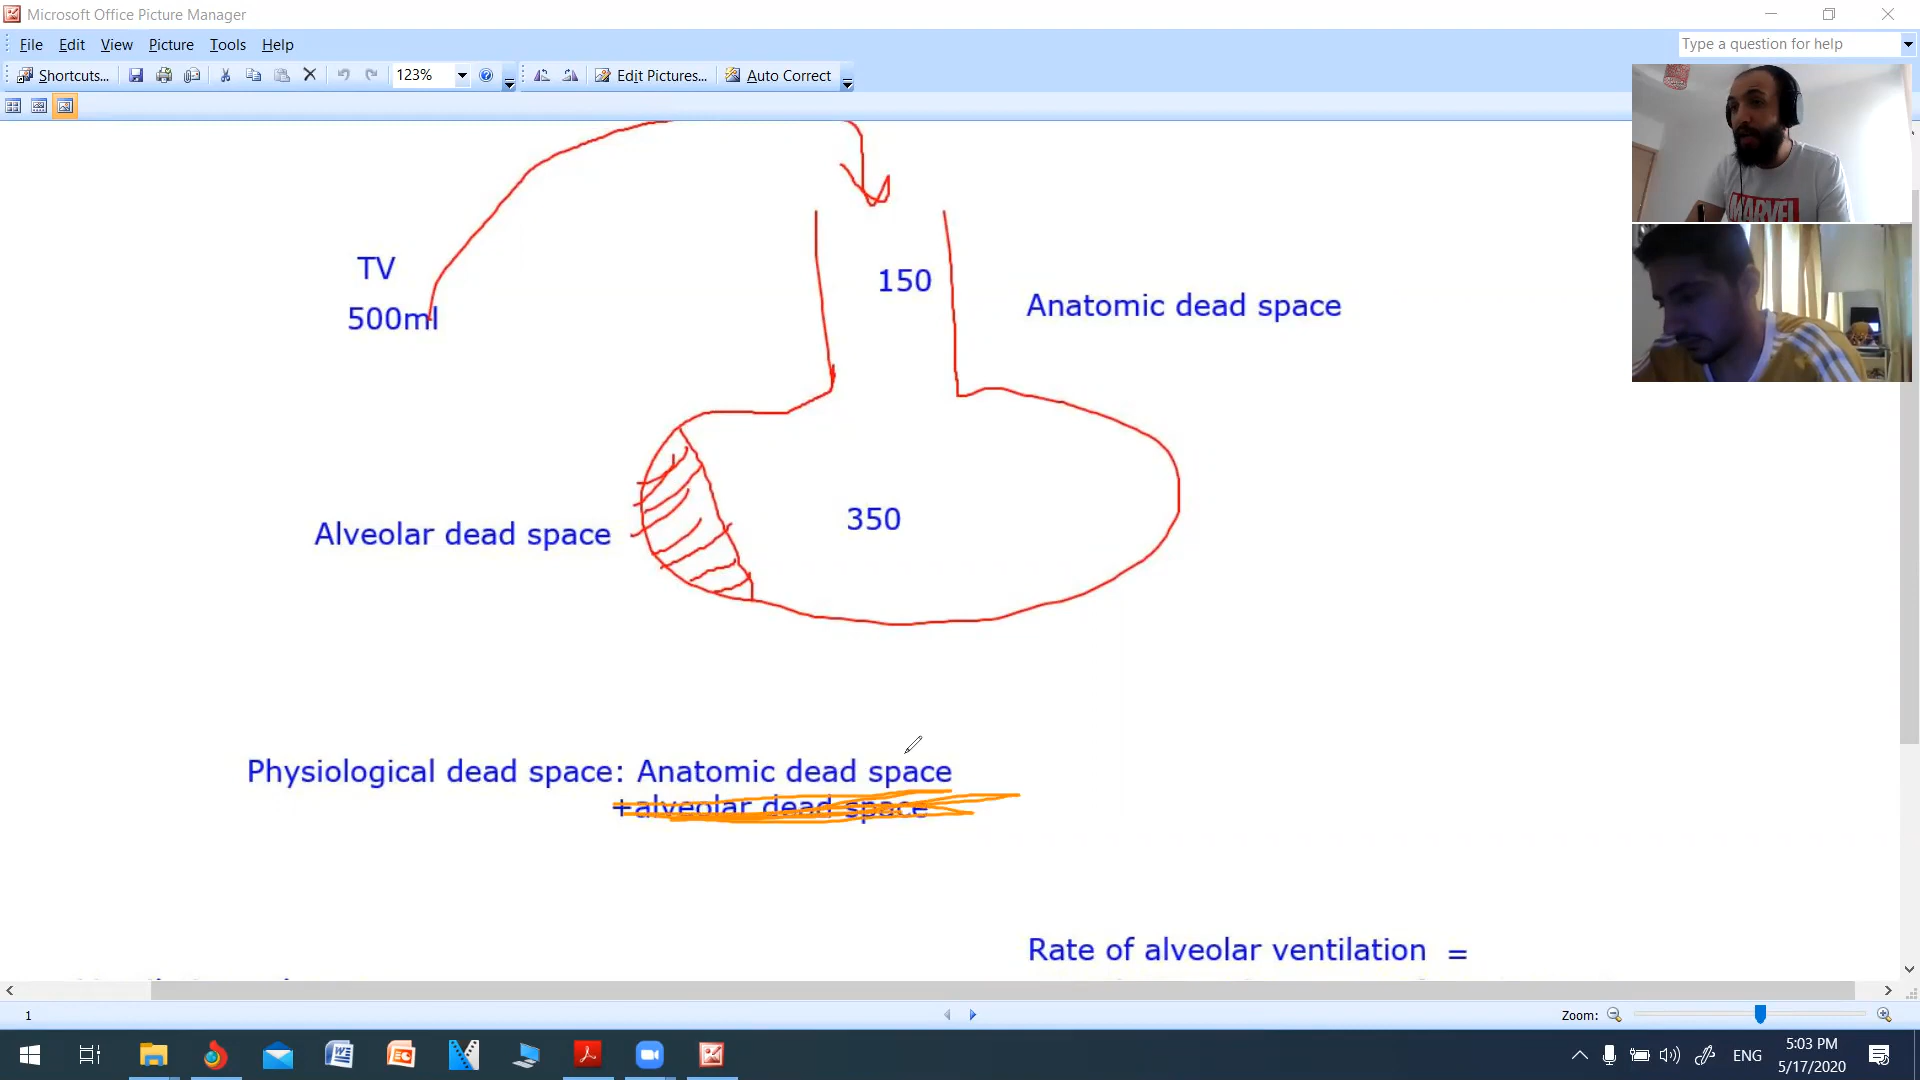 Microsoft Office Picture Manager
File Edit View Picture Tools Help
Type a question for help
Shortcuts...
123%
Edit Pictures...
Auto Correct
MARVEL
TV
500ml
150
Anatomic dead space
350
Alveolar dead space
Physiological dead space: Anatomic dead space
+alveolar dead space
Rate of alveolar ventilation =
1
Zoom:
ENG
5:03 PM
5/17/2020